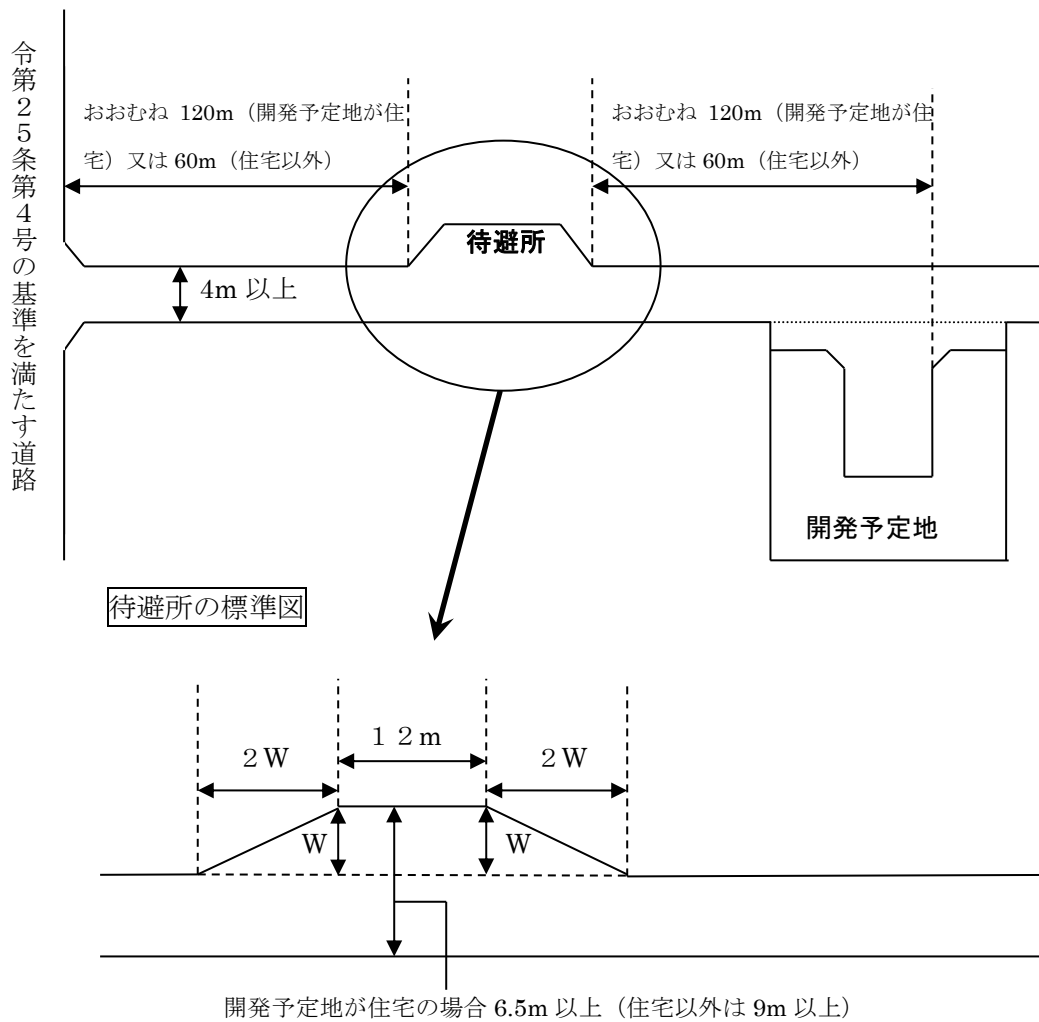 令第２５条第４号の基準を満たす道路
おおむね 120m（開発予定地が住
宅）又は 60m（住宅以外）
おおむね 120m（開発予定地が住
宅）又は 60m（住宅以外）
待避所
4m 以上
開発予定地
待避所の標準図
２W
１２m
２W
W
W
開発予定地が住宅の場合 6.5m 以上（住宅以外は 9m 以上）